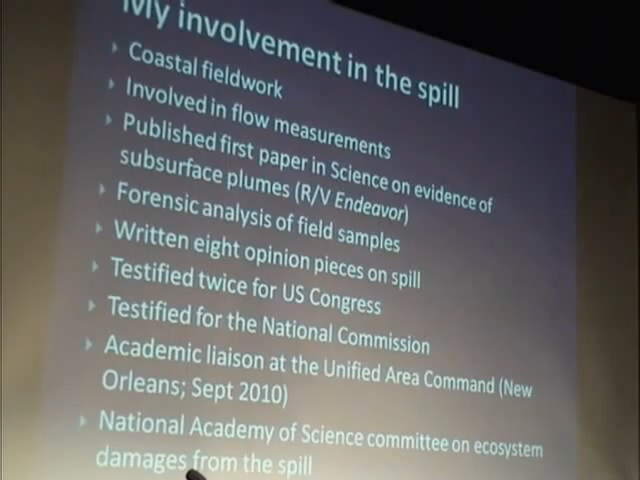 My involvement in the spill
Coastal fieldwork
Involved in flow measurements
Published first paper in Science on evidence of
subsurface plumes (R/V Endeavor)
Forensic analysis of field samples
Written eight opinion pieces on spill
Testified twice for US Congress
Testified for the National Commission
Academic liaison at the Unified Area Command (New
Orleans; Sept 2010)
National Academy of Science committee on ecosystem
damages from the spill